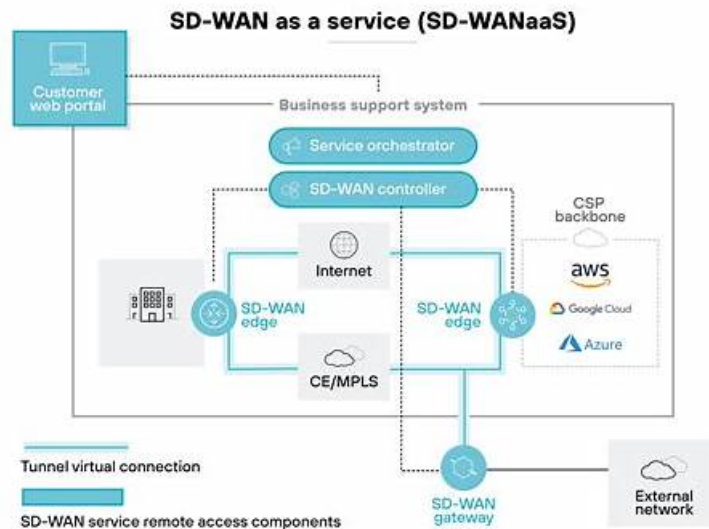 SD-WAN as a service (SD-WANaaS)
Customer
web portal
Business support system
Service orchestrator
SD-WAN controller
CSP
backbone
Internet
aws
SD-WAN
edge
SD-WAN
edge
Google Cloud
Azure
CE/MPLS
Tunnel virtual connection
SD-WAN
gateway
External
network
SD-WAN service remote access components